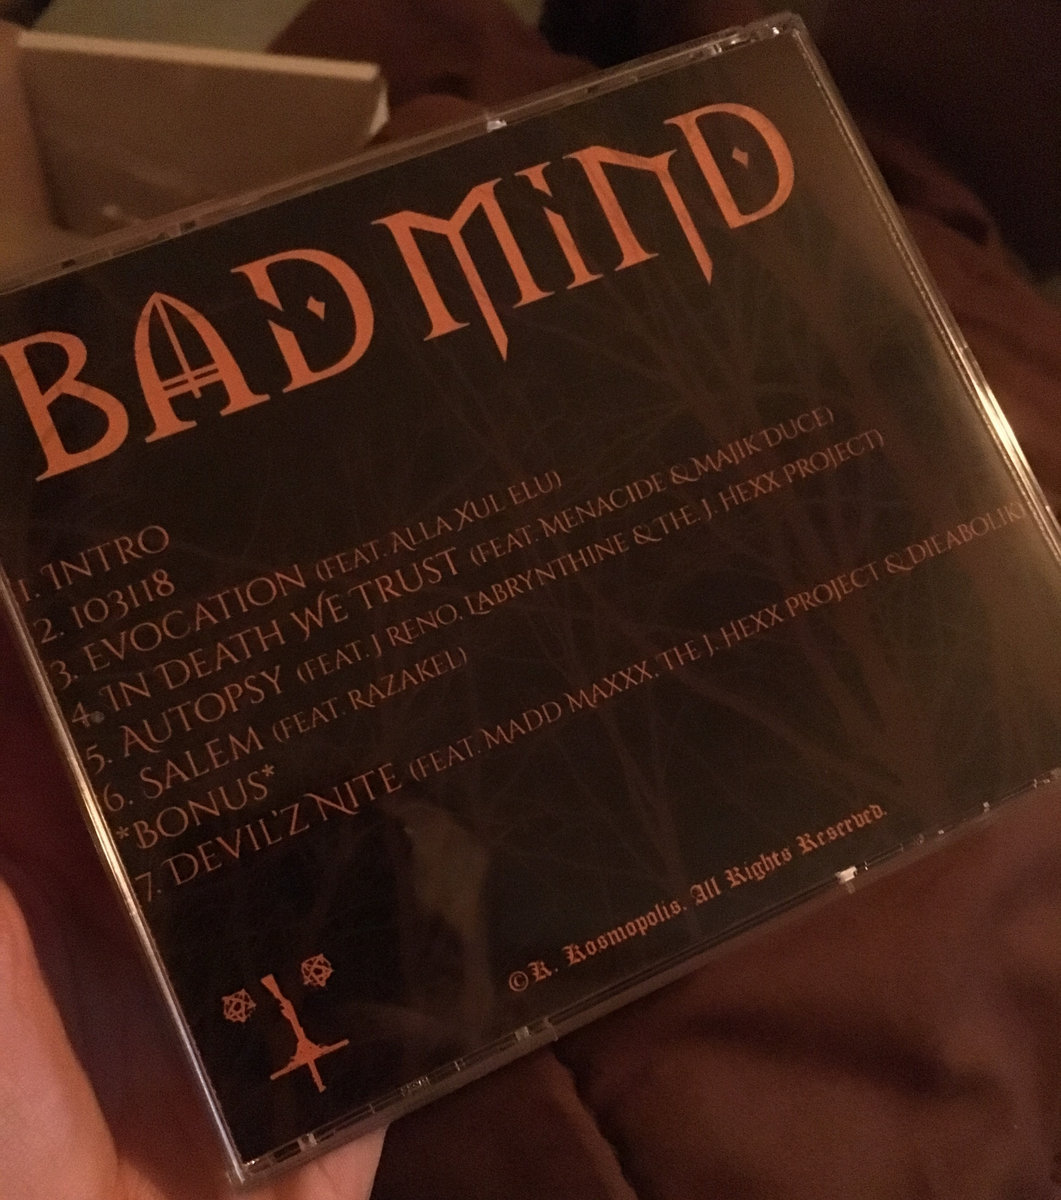 BAD MIND
1. INTRO
2. 103118
3. EVOCATION (FEAT. ALLA XUL ELU)
4. IN DEATH WE TRUST (FEAT. MENACIDE & MAJIK DUCE)
5. AUTOPSY (FEAT. J RENO, LABRYNTHINE & THE J. HEXX PROJECT)
6. SALEM (FEAT. RAZAKEL)
*BONUS*
7. DEVIL'Z NITE (FEAT. MADD MAXXX, THE J. HEXX PROJECT & DIEABOLIK)
©K. Kosmopolis. All Rights Reserved.